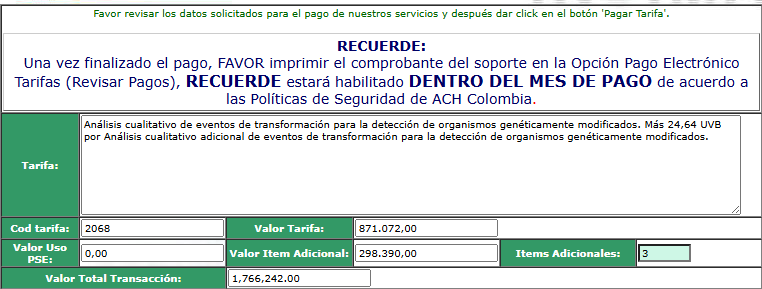 Favor revisar los datos solicitados para el pago de nuestros servicios y después dar click en el botón 'Pagar Tarifa'.
RECUERDE:
Una vez finalizado el pago, FAVOR imprimir el comprobante del soporte en la Opción Pago Electrónico
Tarifas (Revisar Pagos), RECUERDE estará habilitado DENTRO DEL MES DE PAGO de acuerdo a
las Políticas de Seguridad de ACH Colombia.
Tarifa:
Análisis cualitativo de eventos de transformación para la detección de organismos genéticamente modificados. Más 24,64 UVB
por Análisis cualitativo adicional de eventos de transformación para la detección de organismos genéticamente modificados.
Cod tarifa: 2068 Valor Tarifa: 871.072,00
Valor Uso
PSE: 0,00 Valor Item Adicional: 298.390,00 Items Adicionales: 3
Valor Total Transacción: 1,766,242.00